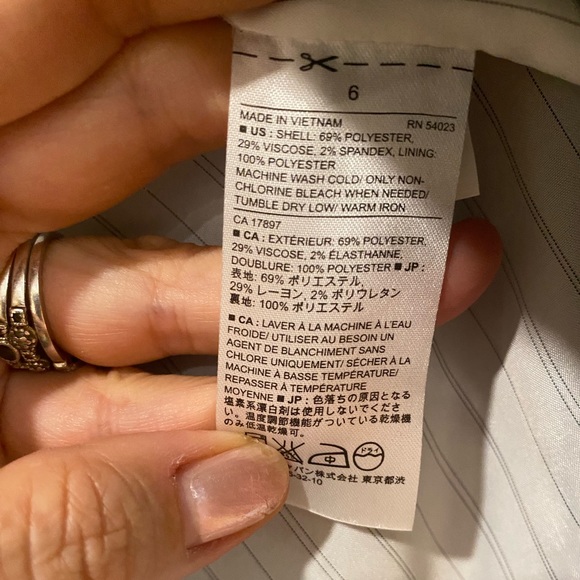 6
MADE IN VIETNAM RN 54023
■ US : SHELL: 69% POLYESTER,
29% VISCOSE, 2% SPANDEX, LINING:
100% POLYESTER
MACHINE WASH COLD/ ONLY NON-
CHLORINE BLEACH WHEN NEEDED/
TUMBLE DRY LOW/ WARM IRON
CA 17897
■ CA : EXTÉRIEUR: 69% POLYESTER,
29% VISCOSE, 2% ÉLASTHANNE,
DOUBLURE: 100% POLYESTER ■ JP :
表地: 69% ポリエステル,
29% レーヨン, 2% ポリウレタン
裏地: 100% ポリエステル
■ CA : LAVER À LA MACHINE À L'EAU
FROIDE/ UTILISER AU BESOIN UN
AGENT DE BLANCHIMENT SANS
CHLORE UNIQUEMENT/ SÉCHER À LA
MACHINE À BASSE TEMPÉRATURE/
REPASSER À TEMPÉRATURE
MOYENNE ■ JP : 色落ちの原因となる
塩素系漂白剤は使用しないでくださ
い。温度調節機能がついている乾燥機
のみ低温乾燥可。
中 ドライ
パン株式会社 東京都渋
-32-10